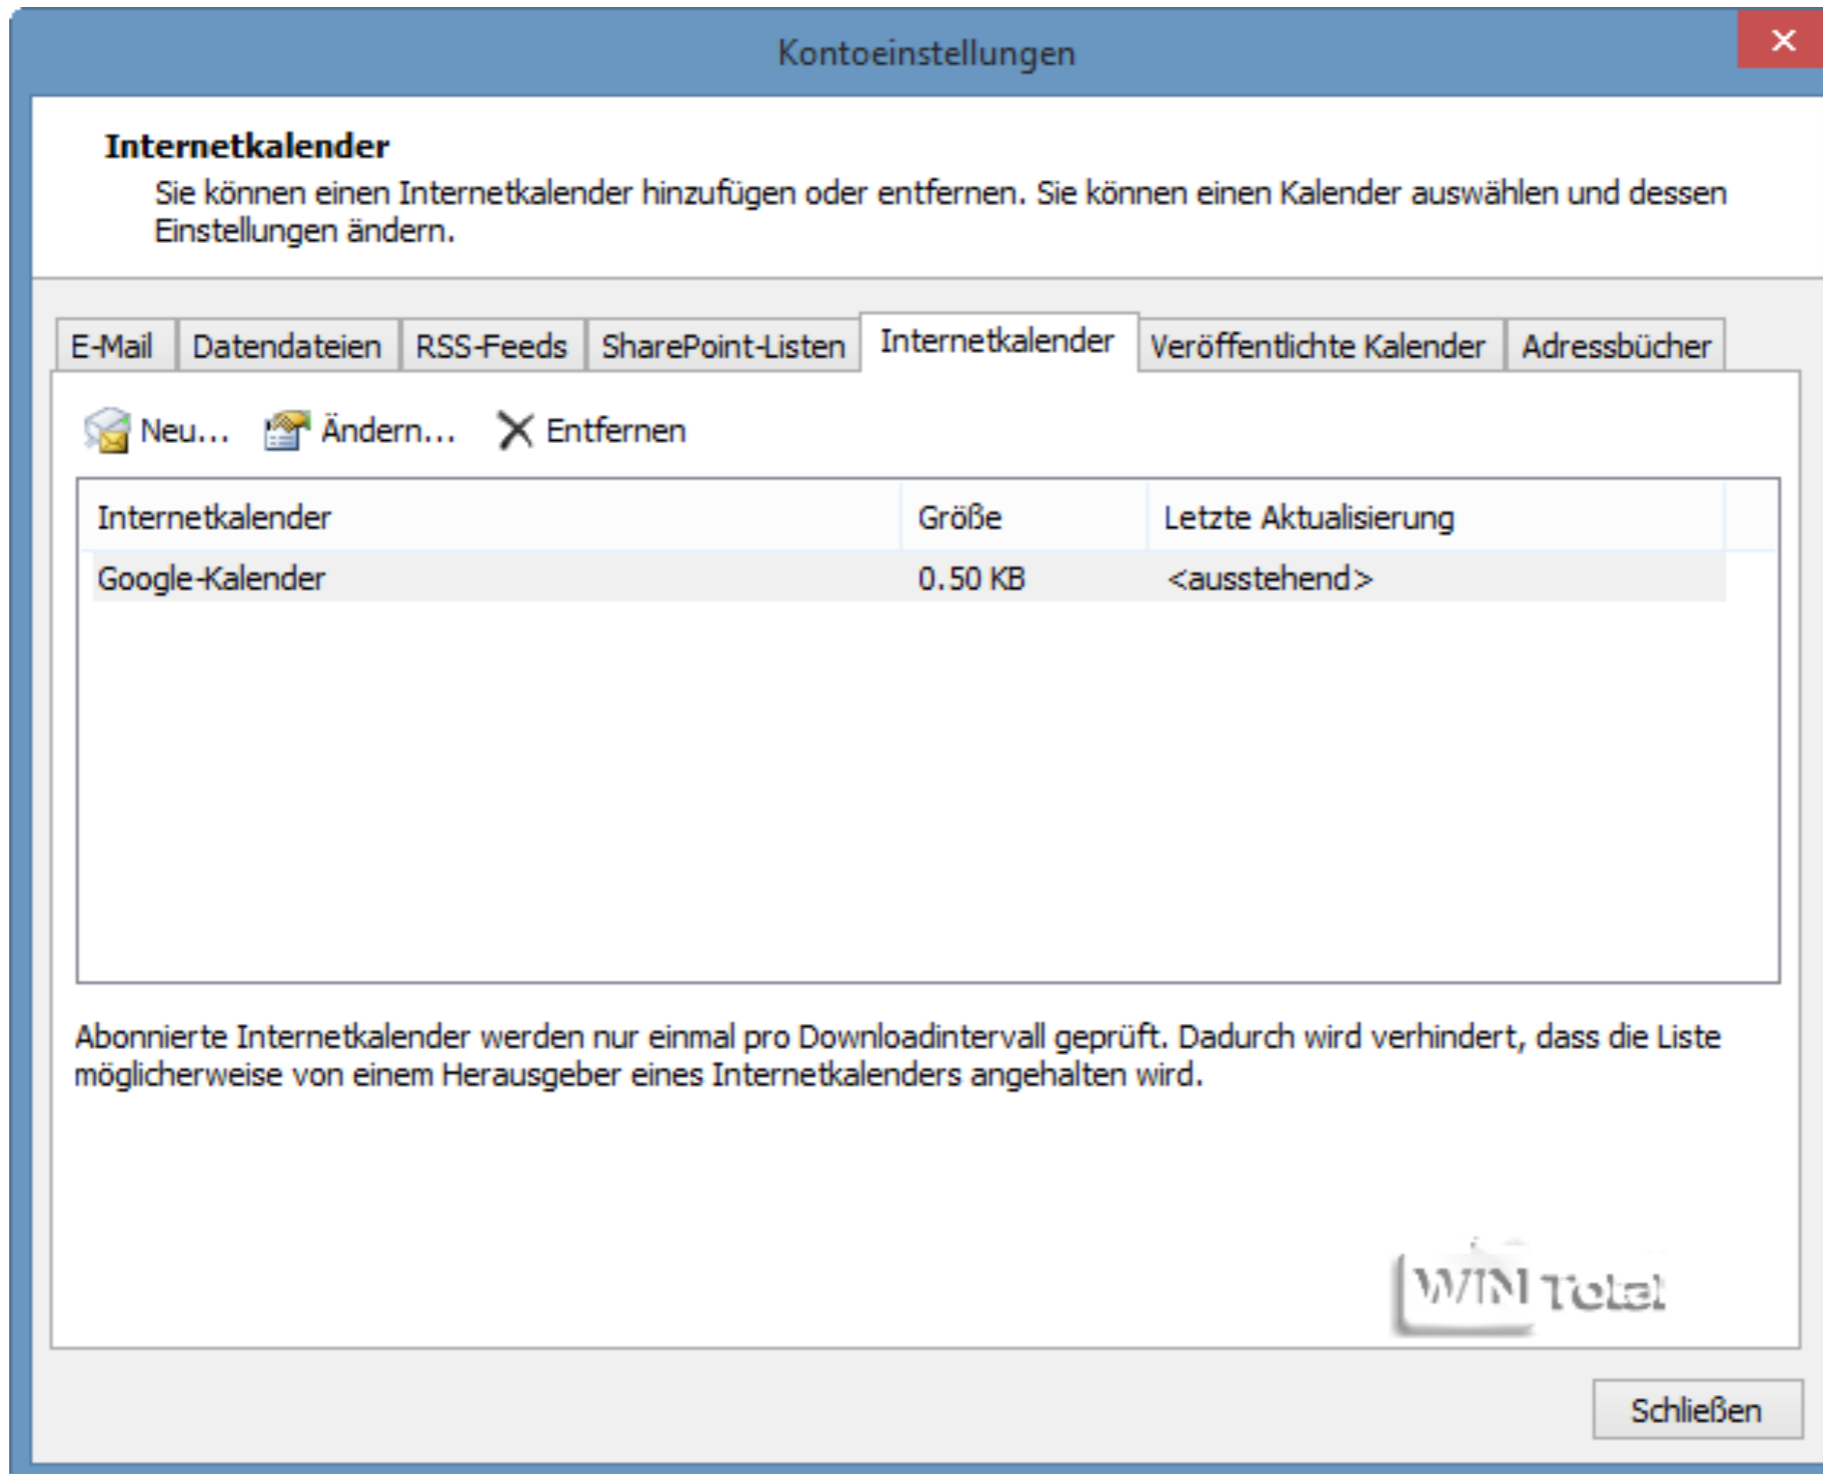 Kontoeinstellungen
Internetkalender
Sie können einen Internetkalender hinzufügen oder entfernen. Sie können einen Kalender auswählen und dessen
Einstellungen ändern.
E-Mail Datendateien RSS-Feeds SharePoint-Listen Internetkalender Veröffentlichte Kalender Adressbücher
Neu... Ändern... Entfernen
Internetkalender Größe Letzte Aktualisierung
Google-Kalender 0.50 KB <ausstehend>
Abonnierte Internetkalender werden nur einmal pro Downloadintervall geprüft. Dadurch wird verhindert, dass die Liste
möglicherweise von einem Herausgeber eines Internetkalenders angehalten wird.
WIN Total
Schließen